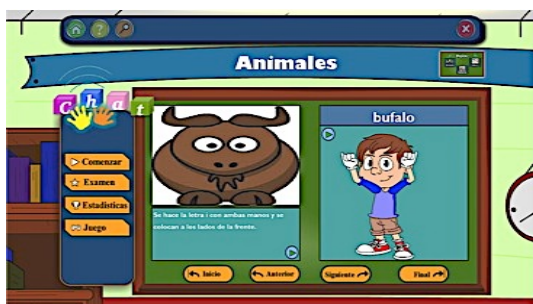 Animales
C h a t
bufalo
Comenzar
Examen
Estadísticas
Juego
Se hace la letra i con ambas manos y se
colocan a los lados de la frente.
Inicio
Anterior
Siguiente
Final